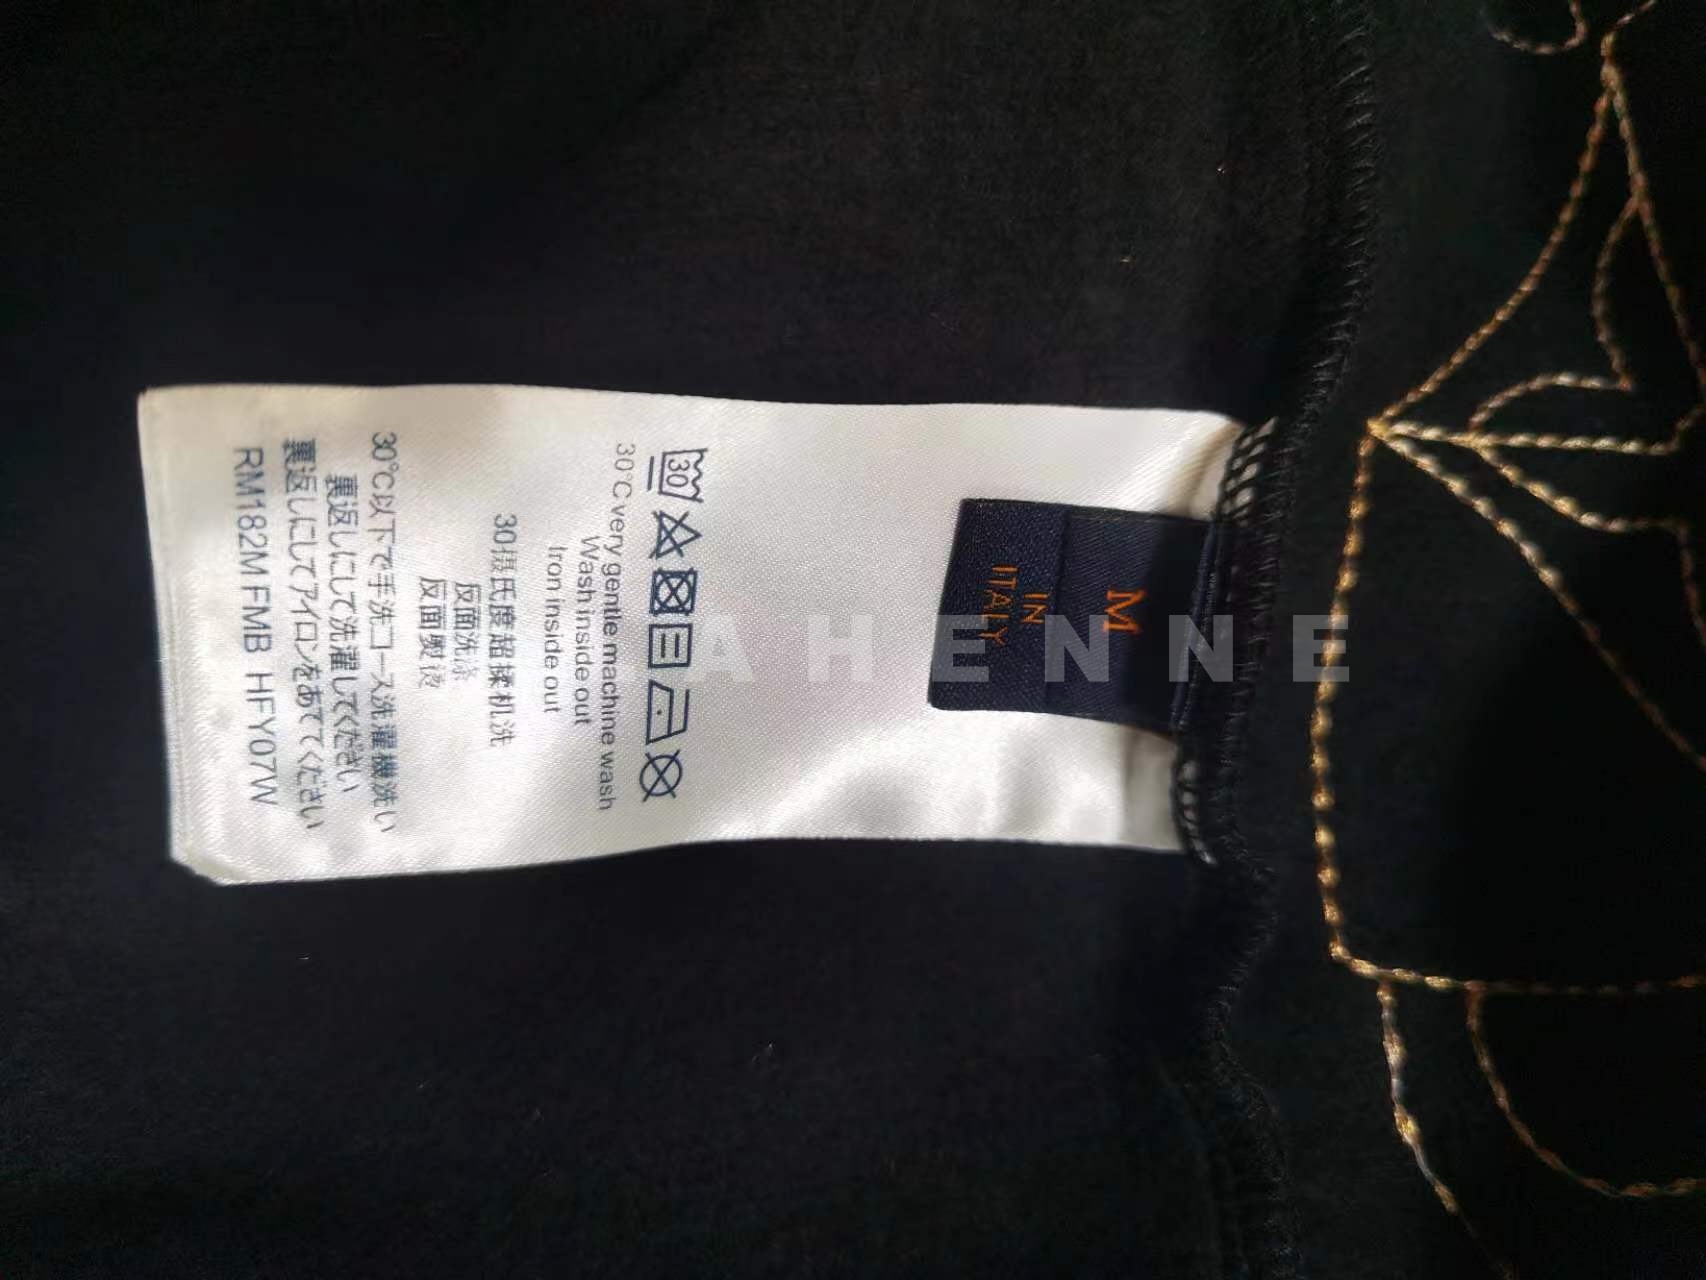 M
IN
ITALY
30
30°C very gentle machine wash
Wash inside out
Iron inside out
30摄氏度超揉机洗
反面洗涤
反面熨烫
30℃以下で手洗コース洗濯機洗い
裏返しにして洗濯してください
裏返しにしてアイロンをあててください
RM182M FMB HFY07W
AHENNE